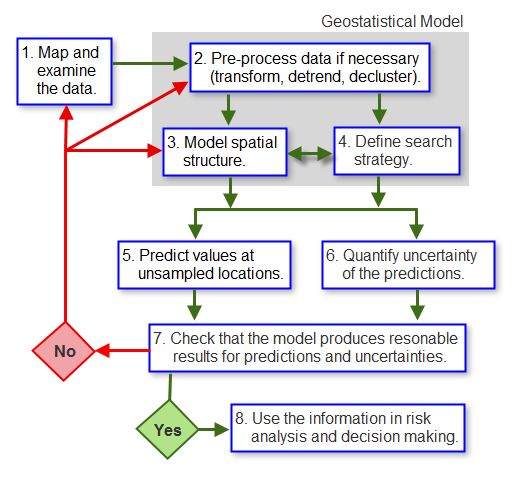 Geostatistical Model
1. Map and
examine
the data.
2. Pre-process data if necessary
(transform, detrend, decluster).
3. Model spatial
structure.
4. Define search
strategy.
5. Predict values at
unsampled locations.
6. Quantify uncertainty
of the predictions.
7. Check that the model produces resonable
results for predictions and uncertainties.
No
Yes
8. Use the information in risk
analysis and decision making.